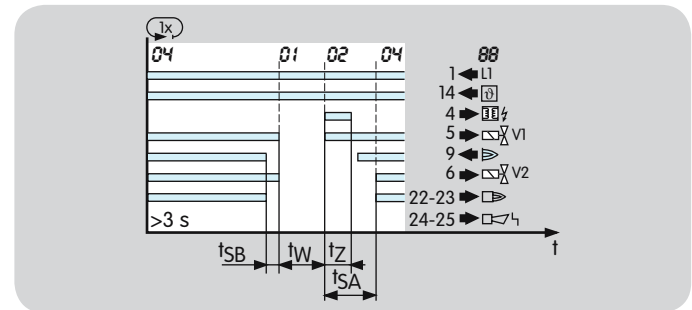 1x
04 01 02 04 88
1 L1
14 ϑ
4
5 V1
9
6 V2
22-23
>3 s 24-25
t
tSB tW tZ
tSA